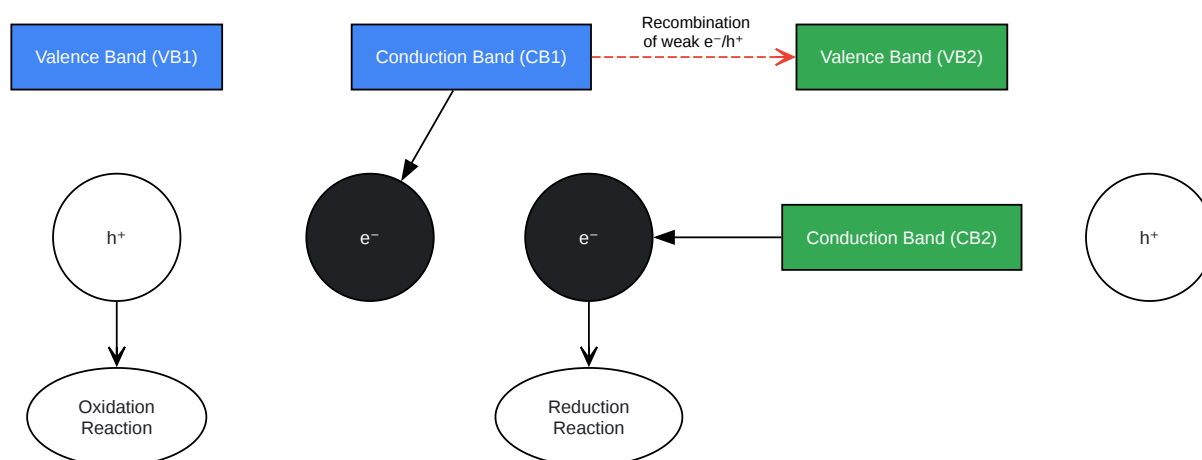 Recombination
of weak e⁻/h⁺
Valence Band (VB1)
Conduction Band (CB1)
Valence Band (VB2)
h⁺
e⁻
e⁻
Conduction Band (CB2)
h⁺
Oxidation
Reaction
Reduction
Reaction